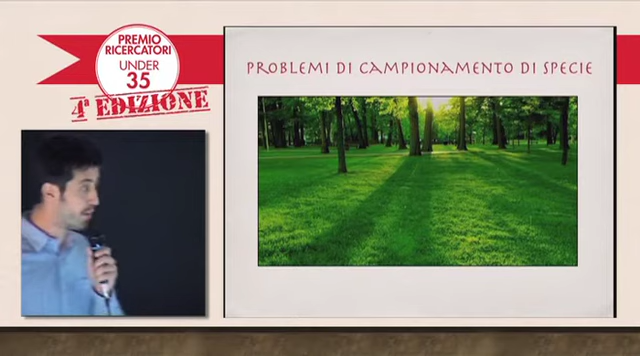 PREMIO
RICERCATORI
UNDER
35
4ª EDIZIONE
PROBLEMI DI CAMPIONAMENTO DI SPECIE